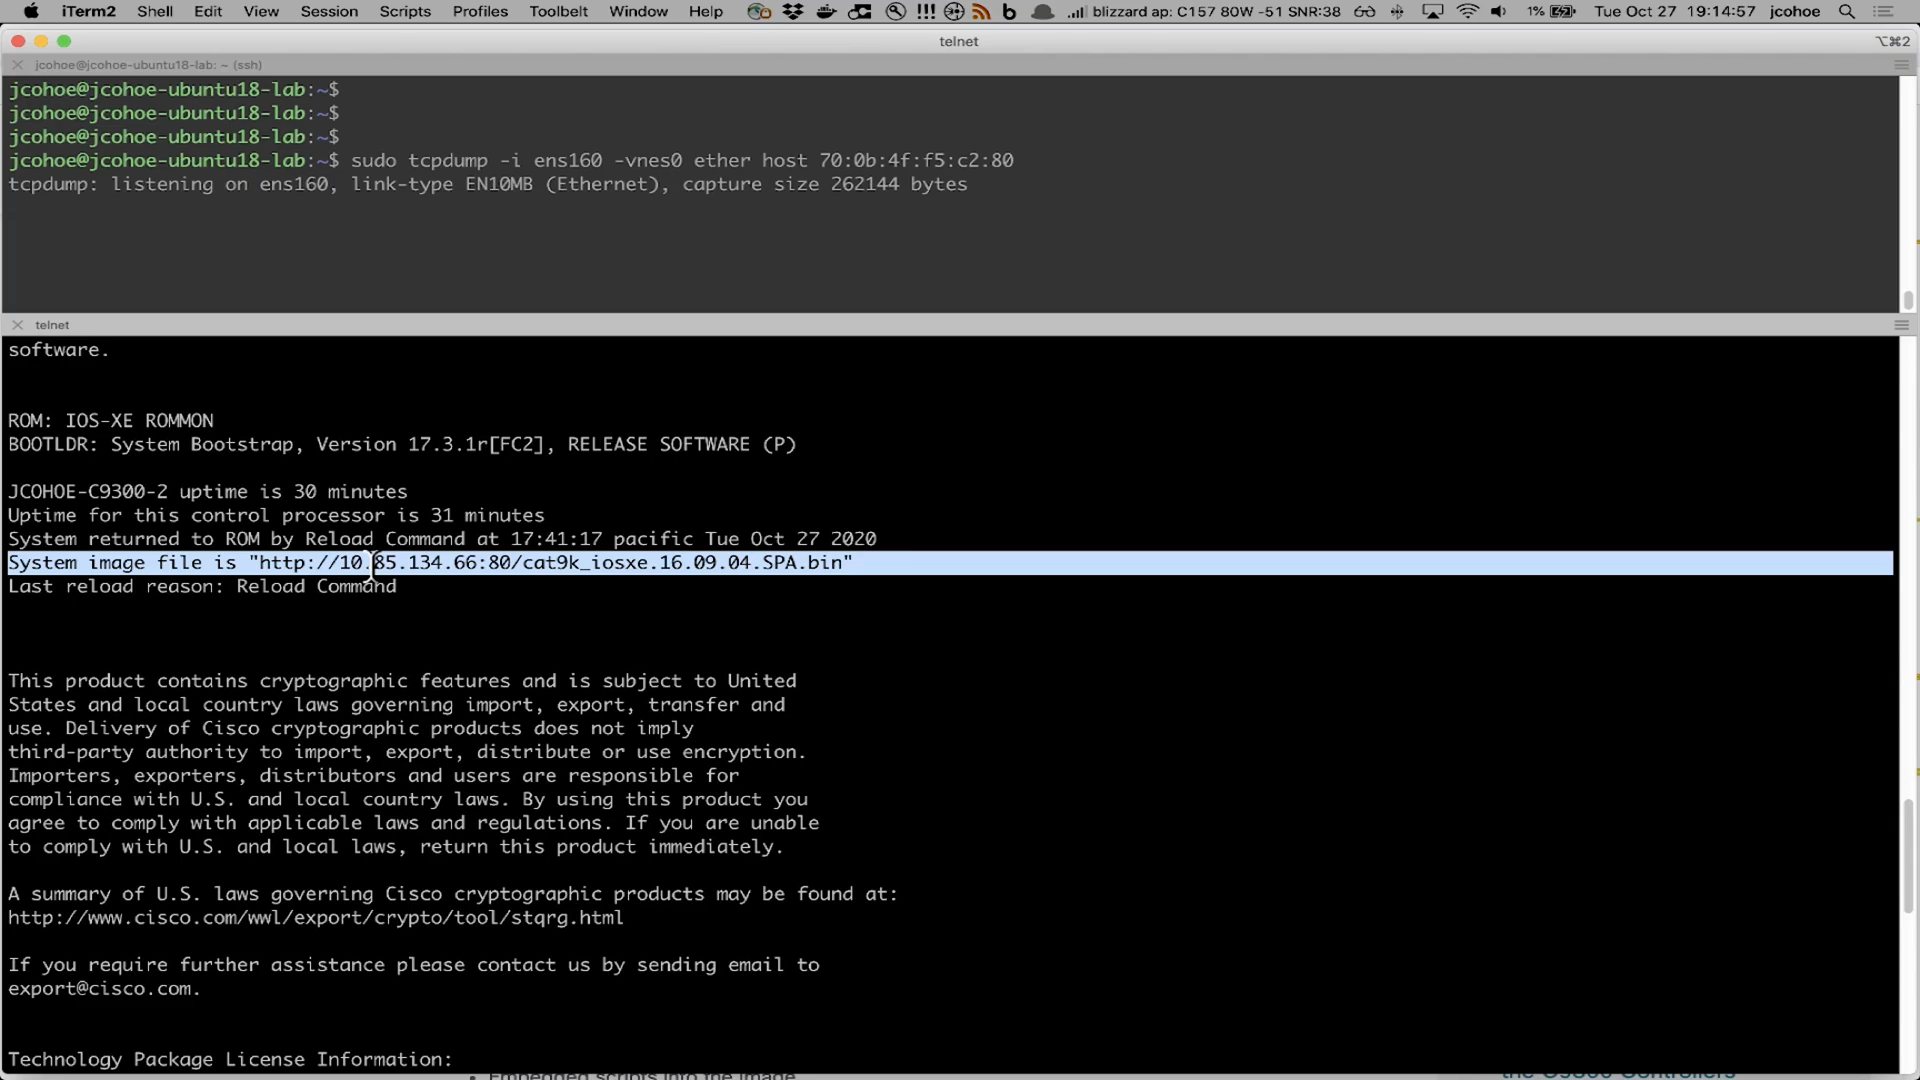 iTerm2 Shell Edit View Session Scripts Profiles Toolbelt Window Help !!! b blizzard ap: C157 80W -51 SNR:38 1% Tue Oct 27 19:14:57 jcohoe
telnet ⌥⌘2
jcohoe@jcohoe-ubuntu18-lab: ~ (ssh)
jcohoe@jcohoe-ubuntu18-lab:~$
jcohoe@jcohoe-ubuntu18-lab:~$
jcohoe@jcohoe-ubuntu18-lab:~$
jcohoe@jcohoe-ubuntu18-lab:~$ sudo tcpdump -i ens160 -vnes0 ether host 70:0b:4f:f5:c2:80
tcpdump: listening on ens160, link-type EN10MB (Ethernet), capture size 262144 bytes
telnet
software.
ROM: IOS-XE ROMMON
BOOTLDR: System Bootstrap, Version 17.3.1r[FC2], RELEASE SOFTWARE (P)
JCOHOE-C9300-2 uptime is 30 minutes
Uptime for this control processor is 31 minutes
System returned to ROM by Reload Command at 17:41:17 pacific Tue Oct 27 2020
System image file is "http://10.85.134.66:80/cat9k_iosxe.16.09.04.SPA.bin"
Last reload reason: Reload Command
This product contains cryptographic features and is subject to United
States and local country laws governing import, export, transfer and
use. Delivery of Cisco cryptographic products does not imply
third-party authority to import, export, distribute or use encryption.
Importers, exporters, distributors and users are responsible for
compliance with U.S. and local country laws. By using this product you
agree to comply with applicable laws and regulations. If you are unable
to comply with U.S. and local laws, return this product immediately.
A summary of U.S. laws governing Cisco cryptographic products may be found at:
http://www.cisco.com/wwl/export/crypto/tool/stqrg.html
If you require further assistance please contact us by sending email to
export@cisco.com.
Technology Package License Information:
Embedded scripts into the image the C9300 Controllers